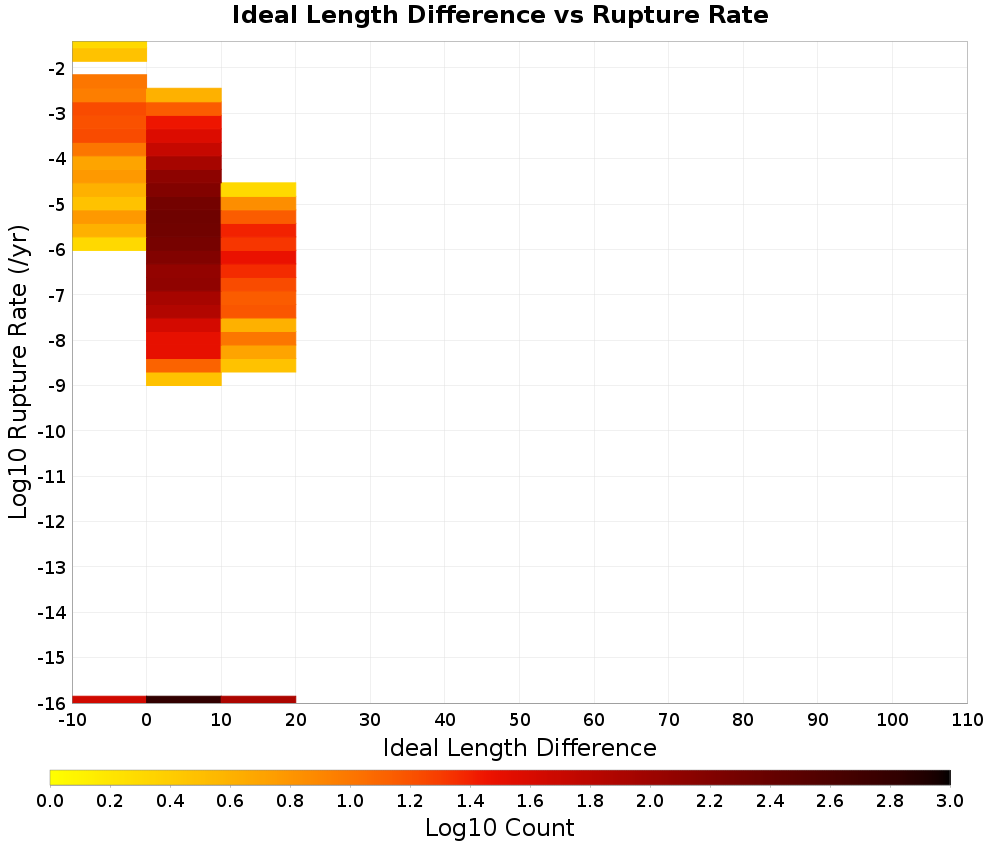 Ideal Length Difference vs Rupture Rate
Log10 Rupture Rate (/yr)
-2
-3
-4
-5
-6
-7
-8
-9
-10
-11
-12
-13
-14
-15
-16
-10 0 10 20 30 40 50 60 70 80 90 100 110
Ideal Length Difference
0.0 0.2 0.4 0.6 0.8 1.0 1.2 1.4 1.6 1.8 2.0 2.2 2.4 2.6 2.8 3.0
Log10 Count